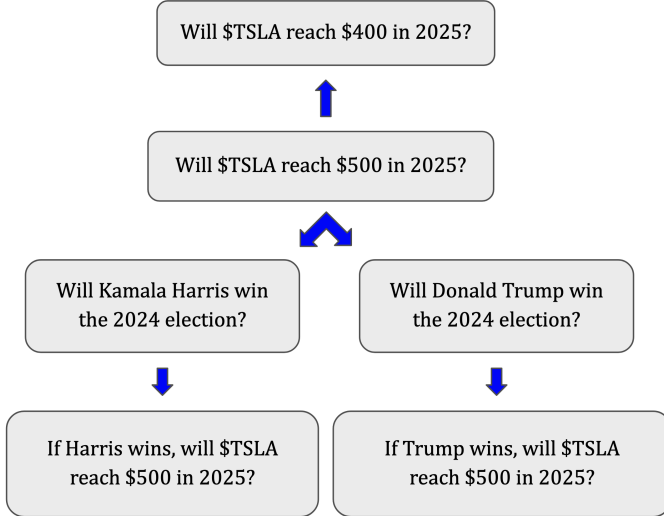 Will $TSLA reach $400 in 2025?
Will $TSLA reach $500 in 2025?
Will Kamala Harris win
the 2024 election?
Will Donald Trump win
the 2024 election?
If Harris wins, will $TSLA
reach $500 in 2025?
If Trump wins, will $TSLA
reach $500 in 2025?